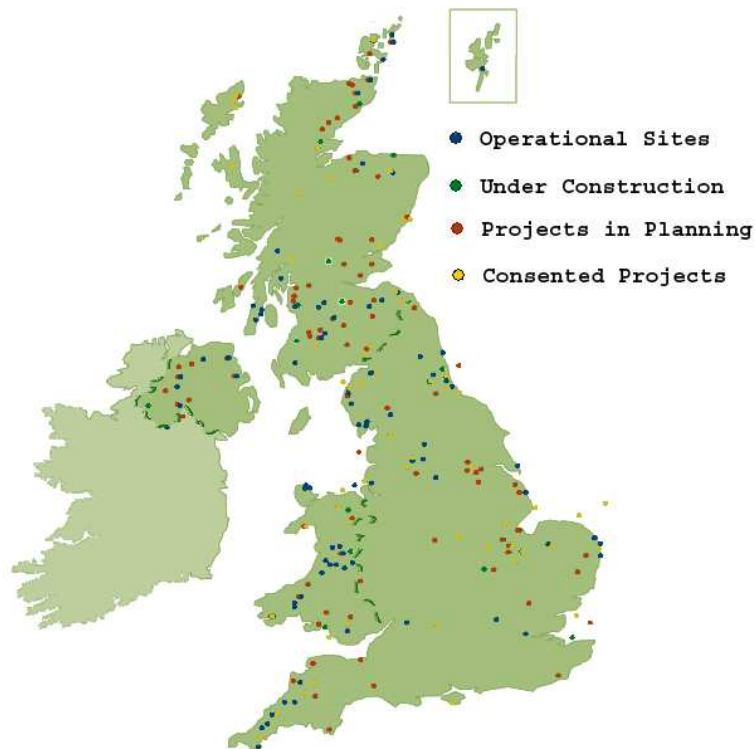 Operational Sites
Under Construction
Projects in Planning
Consented Projects